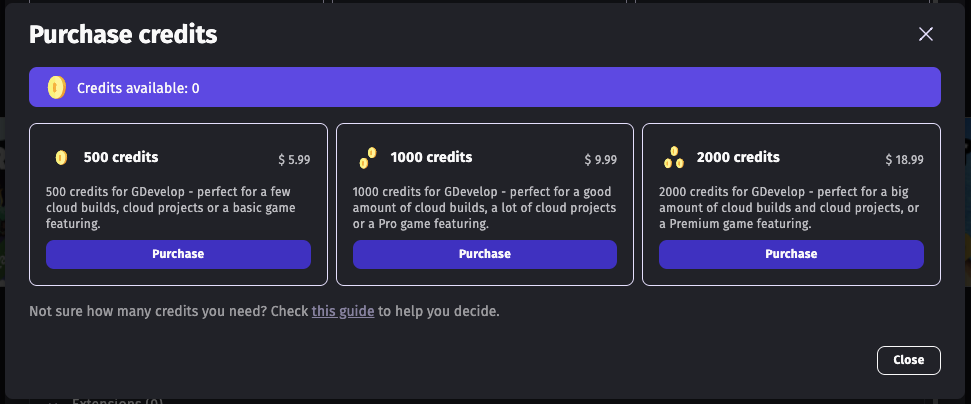 Purchase credits
Credits available: 0
500 credits
$ 5.99
500 credits for GDevelop - perfect for a few
cloud builds, cloud projects or a basic game
featuring.
Purchase
1000 credits
$ 9.99
1000 credits for GDevelop - perfect for a good
amount of cloud builds, a lot of cloud projects
or a Pro game featuring.
Purchase
2000 credits
$ 18.99
2000 credits for GDevelop - perfect for a big
amount of cloud builds and cloud projects, or
a Premium game featuring.
Purchase
Not sure how many credits you need? Check this guide to help you decide.
Close
Extensions (0)